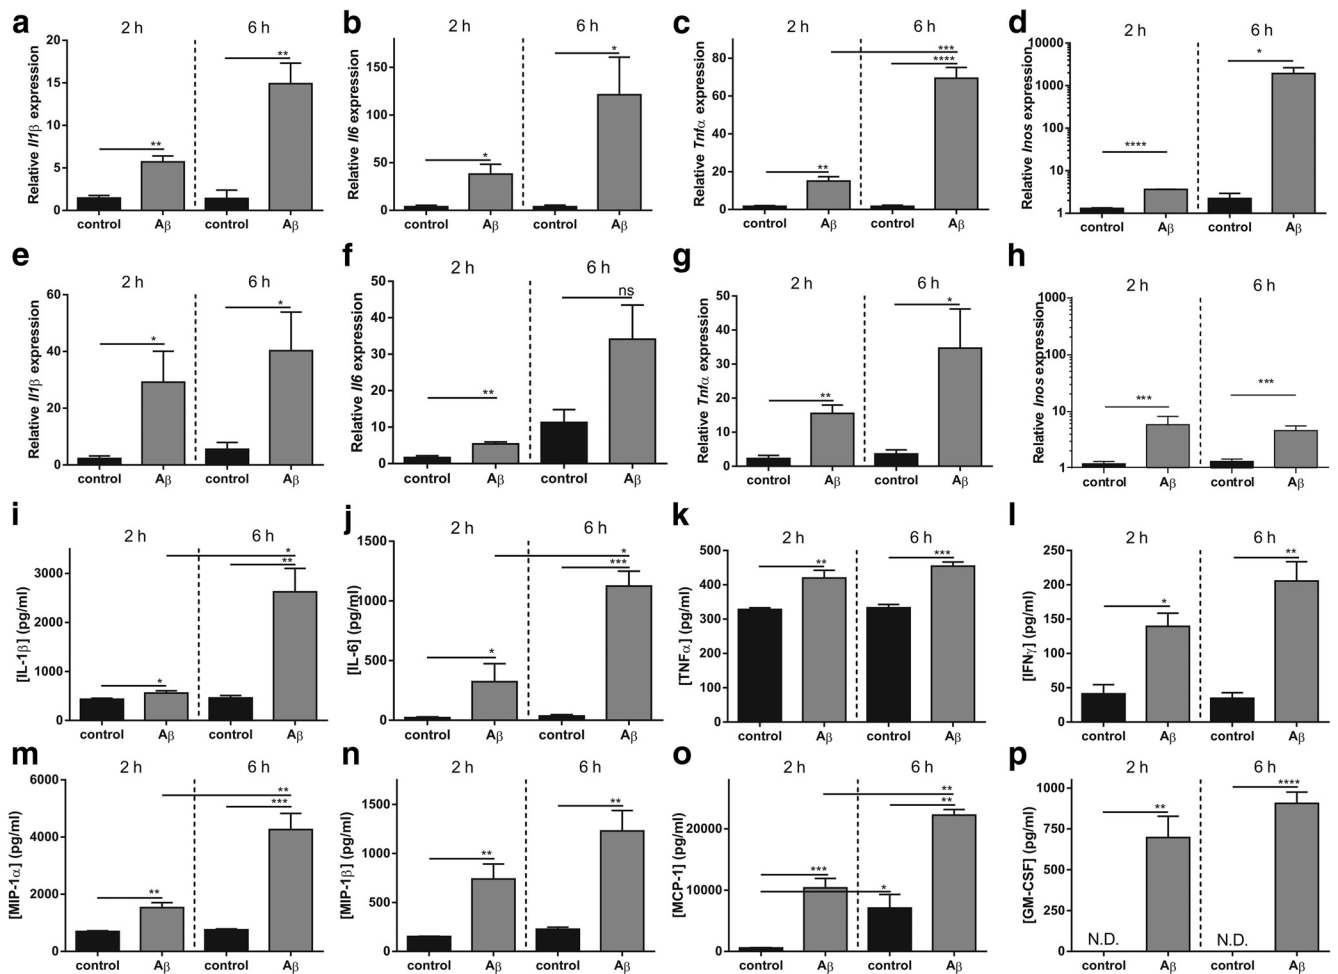 a
2 h
6 h
Relative Il1β expression
20
15
10
5
0
**
**
control
Aβ
control
Aβ
b
2 h
6 h
Relative Il6 expression
150
100
50
0
*
*
control
Aβ
control
Aβ
c
2 h
6 h
Relative Tnfα expression
80
60
40
20
0
***
****
**
control
Aβ
control
Aβ
d
2 h
6 h
Relative Inos expression
10000
1000
100
10
1
*
****
control
Aβ
control
Aβ
e
2 h
6 h
Relative Il1β expression
60
40
20
0
*
*
control
Aβ
control
Aβ
f
2 h
6 h
Relative Il6 expression
50
40
30
20
10
0
ns
**
control
Aβ
control
Aβ
g
2 h
6 h
Relative Tnfα expression
50
40
30
20
10
0
*
**
control
Aβ
control
Aβ
h
2 h
6 h
Relative Inos expression
1000
100
10
1
***
***
control
Aβ
control
Aβ
i
2 h
6 h
[IL-1β] (pg/ml)
3000
2000
1000
0
*
**
*
control
Aβ
control
Aβ
j
2 h
6 h
[IL-6] (pg/ml)
1500
1000
500
0
*
***
*
control
Aβ
control
Aβ
k
2 h
6 h
[TNFα] (pg/ml)
500
400
300
200
100
0
**
***
control
Aβ
control
Aβ
l
2 h
6 h
[IFNγ] (pg/ml)
250
200
150
100
50
0
**
*
control
Aβ
control
Aβ
m
2 h
6 h
[MIP-1α] (pg/ml)
6000
4000
2000
0
**
***
**
control
Aβ
control
Aβ
n
2 h
6 h
[MIP-1β] (pg/ml)
1500
1000
500
0
**
**
control
Aβ
control
Aβ
o
2 h
6 h
[MCP-1] (pg/ml)
20000
10000
0
**
**
***
*
control
Aβ
control
Aβ
p
2 h
6 h
[GM-CSF] (pg/ml)
900
750
500
250
0
****
**
N.D.
N.D.
control
Aβ
control
Aβ